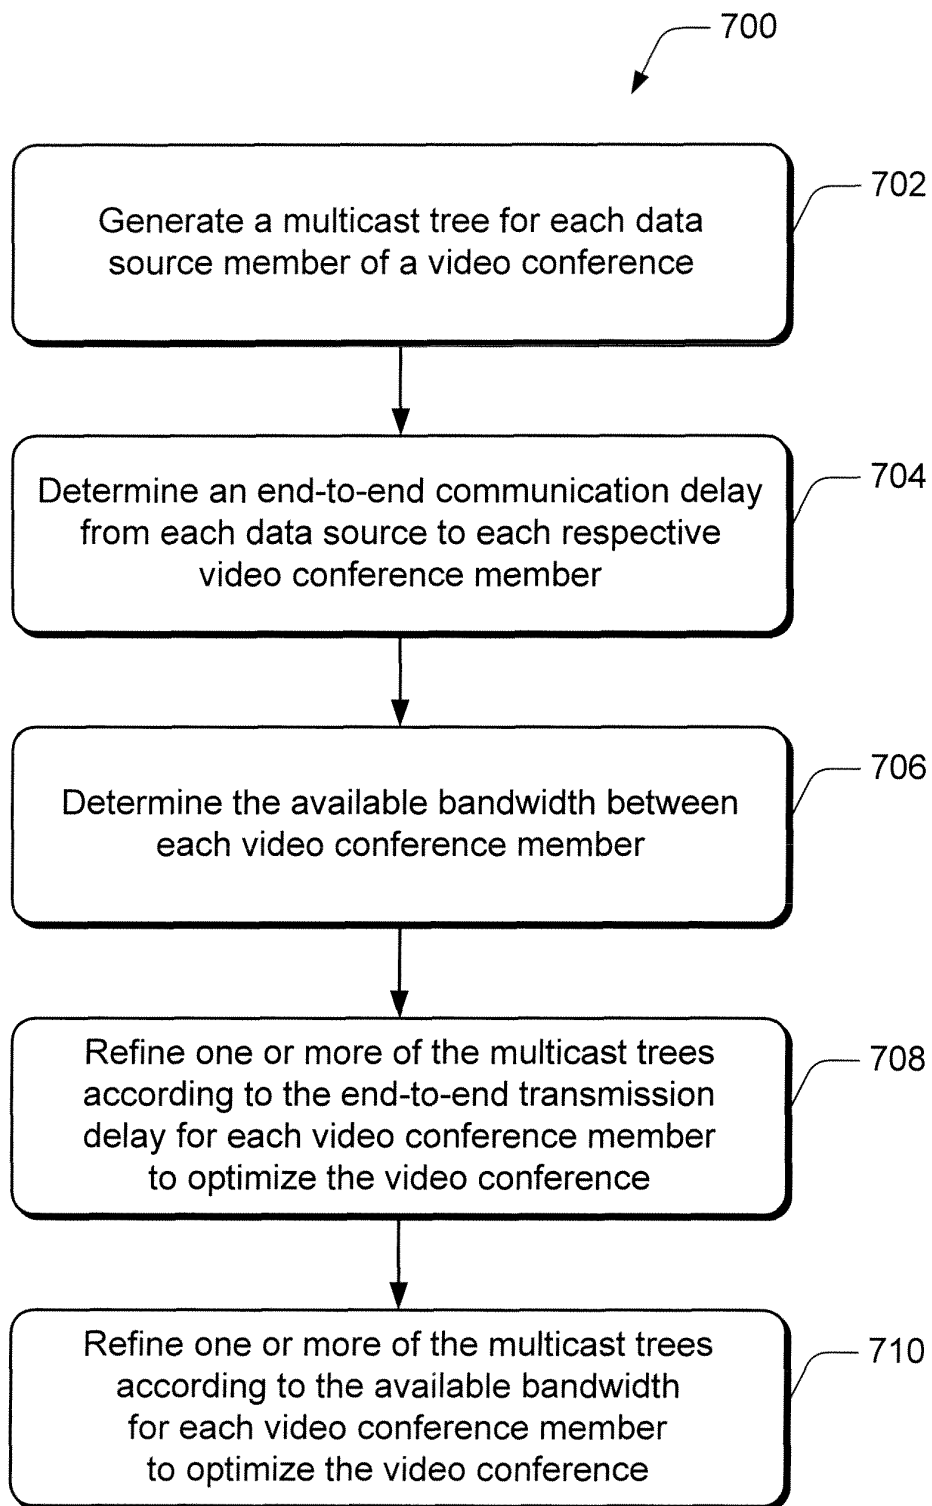 700
702
Generate a multicast tree for each data
source member of a video conference
704
Determine an end-to-end communication delay
from each data source to each respective
video conference member
706
Determine the available bandwidth between
each video conference member
708
Refine one or more of the multicast trees
according to the end-to-end transmission
delay for each video conference member
to optimize the video conference
710
Refine one or more of the multicast trees
according to the available bandwidth
for each video conference member
to optimize the video conference